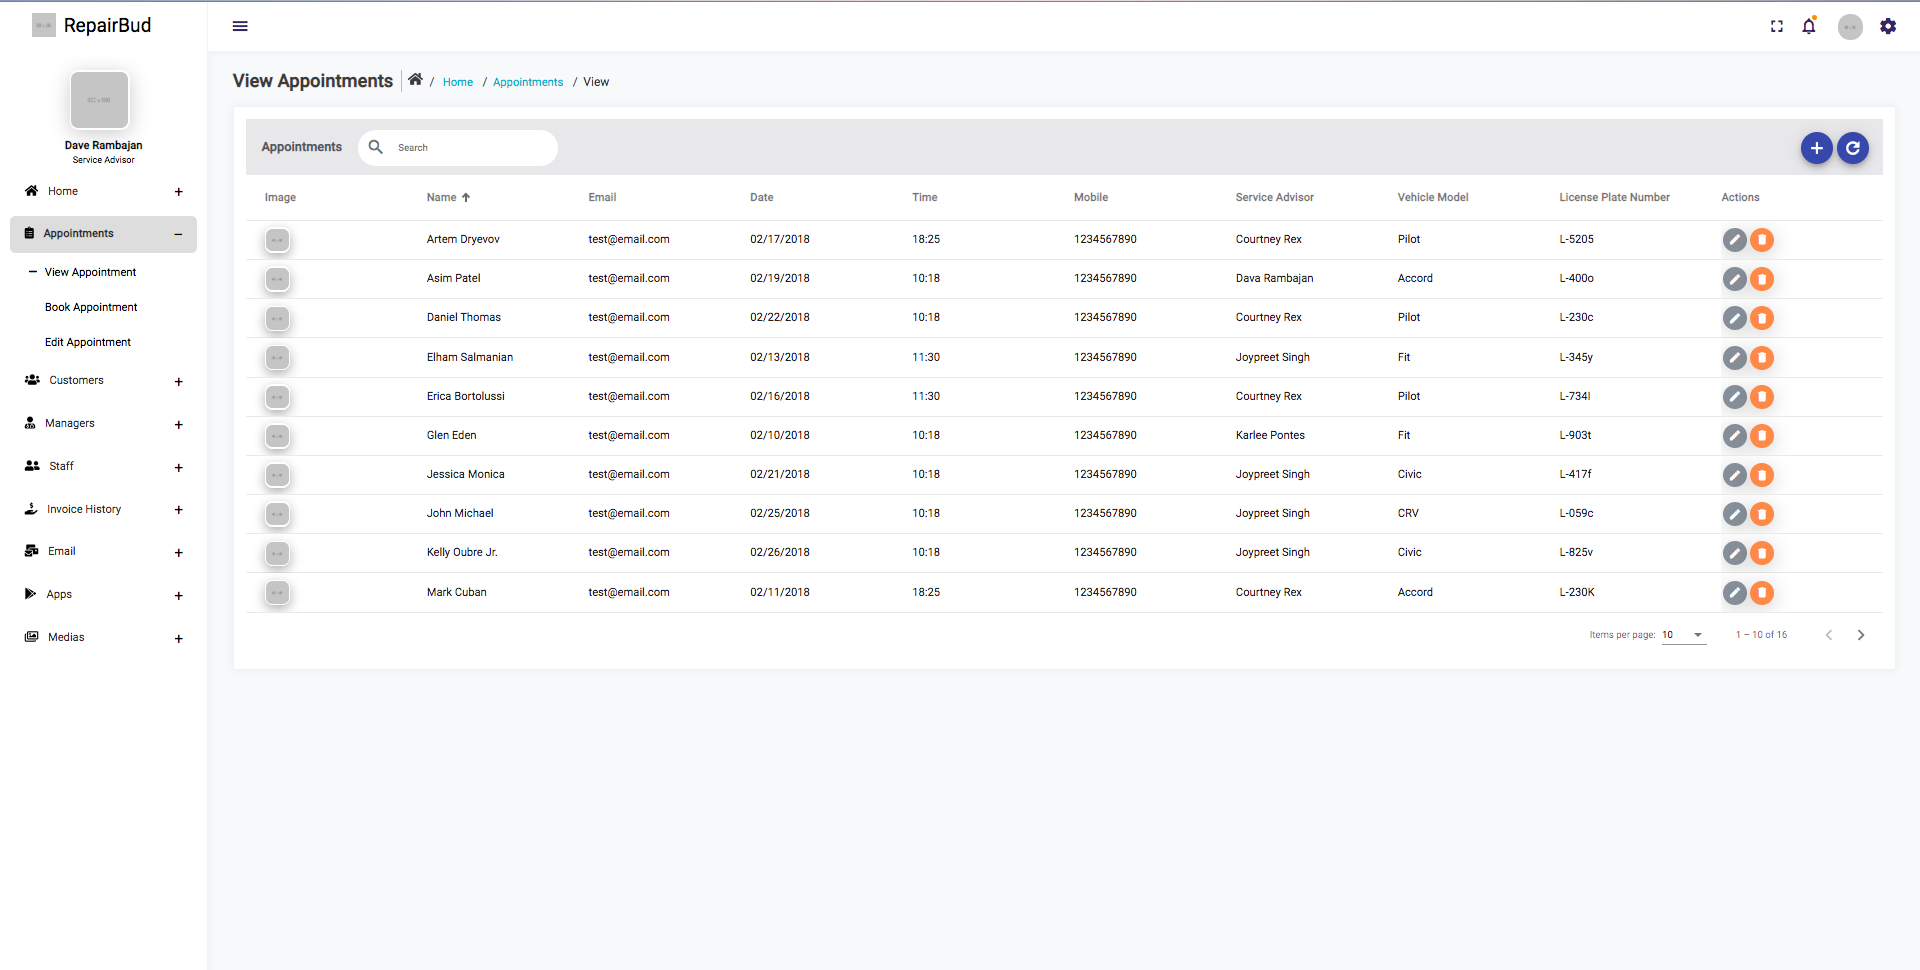 RepairBud
Dave Rambajan
Service Advisor
Home +
Appointments −
View Appointment
Book Appointment
Edit Appointment
Customers +
Managers +
Staff +
Invoice History +
Email +
Apps +
Medias +
View Appointments / Home / Appointments / View
Appointments Search
Image Name Email Date Time Mobile Service Advisor Vehicle Model License Plate Number Actions
Artem Dryevov test@email.com 02/17/2018 18:25 1234567890 Courtney Rex Pilot L-5205
Asim Patel test@email.com 02/19/2018 10:18 1234567890 Dava Rambajan Accord L-400o
Daniel Thomas test@email.com 02/22/2018 10:18 1234567890 Courtney Rex Pilot L-230c
Elham Salmanian test@email.com 02/13/2018 11:30 1234567890 Joypreet Singh Fit L-345y
Erica Bortolussi test@email.com 02/16/2018 11:30 1234567890 Courtney Rex Pilot L-734l
Glen Eden test@email.com 02/10/2018 10:18 1234567890 Karlee Pontes Fit L-903t
Jessica Monica test@email.com 02/21/2018 10:18 1234567890 Joypreet Singh Civic L-417f
John Michael test@email.com 02/25/2018 10:18 1234567890 Joypreet Singh CRV L-059c
Kelly Oubre Jr. test@email.com 02/26/2018 10:18 1234567890 Joypreet Singh Civic L-825v
Mark Cuban test@email.com 02/11/2018 18:25 1234567890 Courtney Rex Accord L-230K
Items per page: 10 1 – 10 of 16